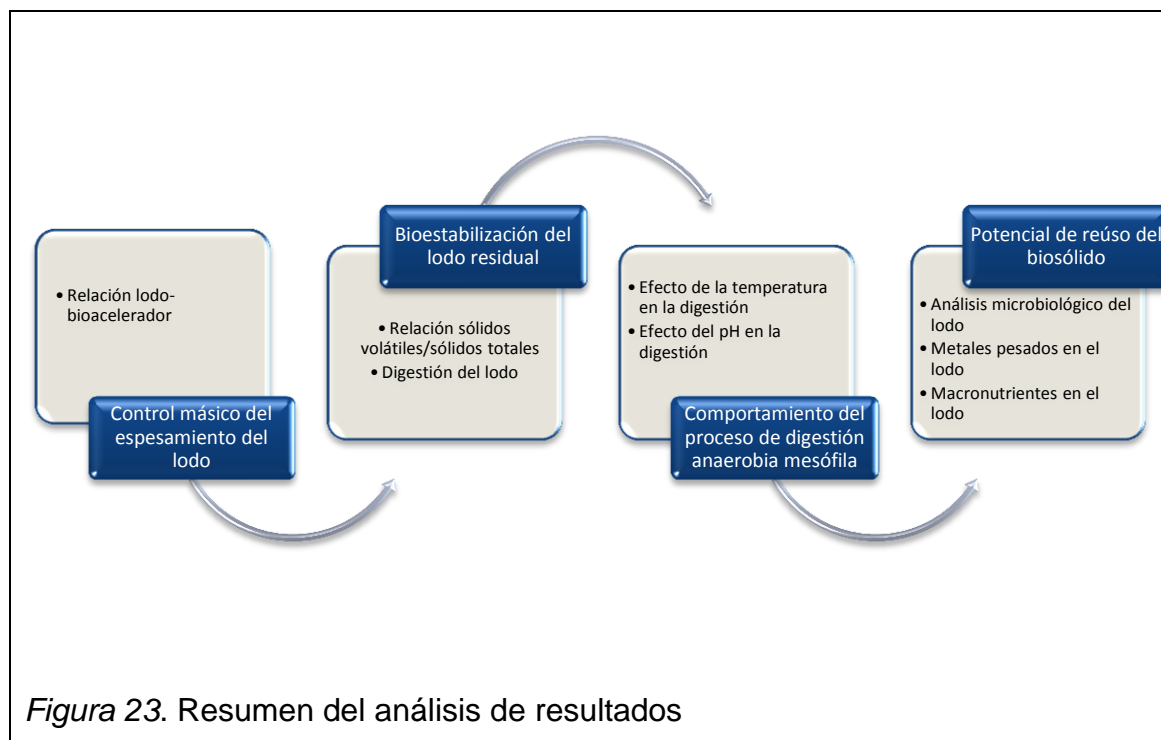 • Relación lodo-
bioacelerador
Control másico del
espesamiento del
lodo
Bioestabilización del
lodo residual
• Relación sólidos
volátiles/sólidos totales
• Digestión del lodo
• Efecto de la temperatura
en la digestión
• Efecto del pH en la
digestión
Comportamiento del
proceso de digestión
anaerobia mesófila
Potencial de reúso del
biosólido
• Análisis microbiológico del
lodo
• Metales pesados en el
lodo
• Macronutrientes en el
lodo
Figura 23. Resumen del análisis de resultados